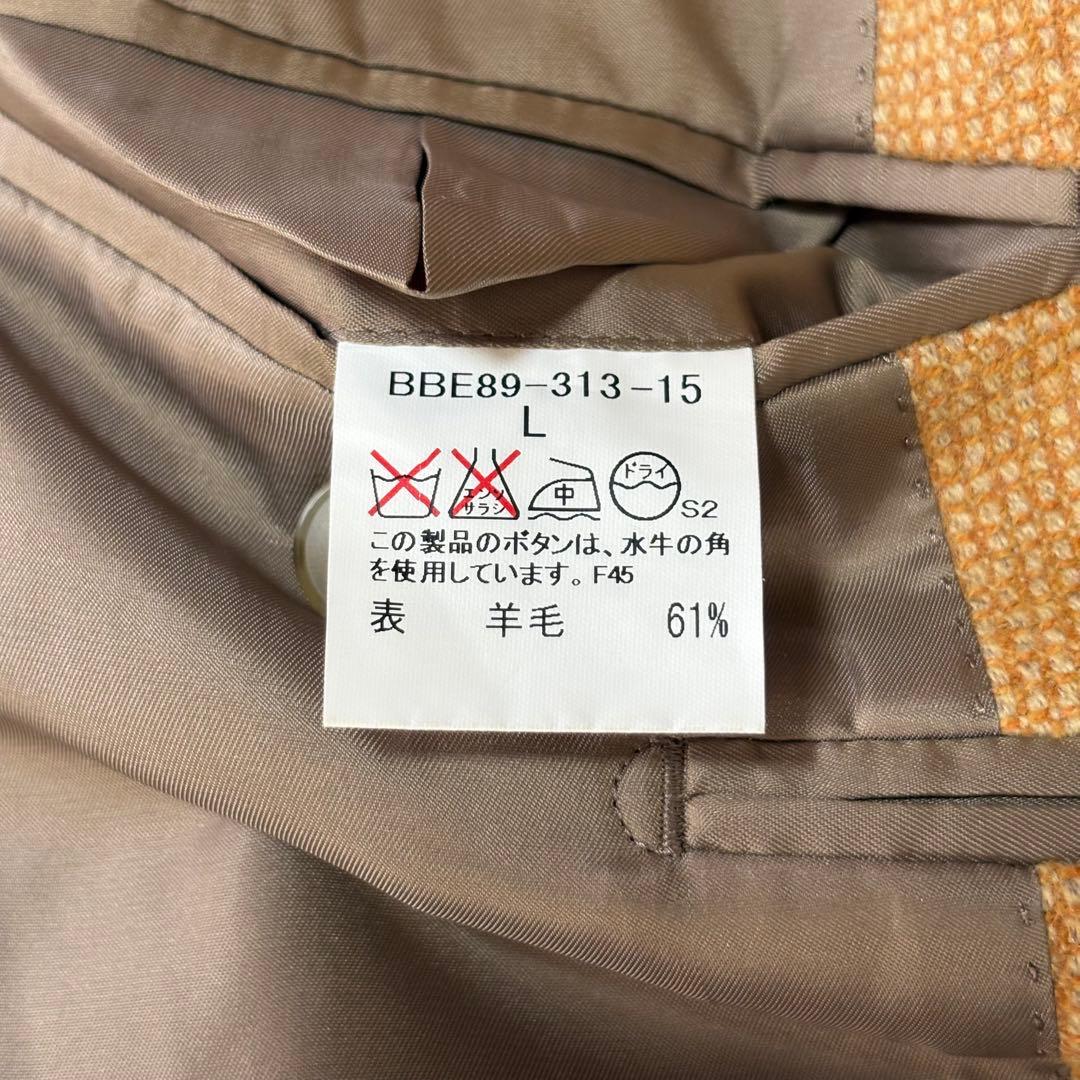 BBE89-313-15
L
エンソ
サラシ
中
ドライ
S2
この製品のボタンは、水牛の角
を使用しています。F45
表 羊毛 61%